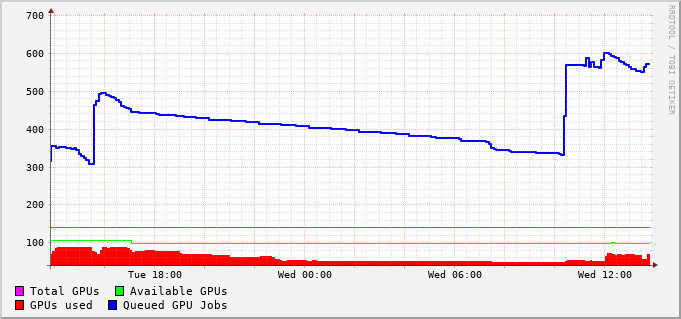 700
600
500
400
300
200
100
Tue 18:00 Wed 00:00 Wed 06:00 Wed 12:00
Total GPUs Available GPUs
GPUs used Queued GPU Jobs
RRDTOOL / TOBI OETIKER